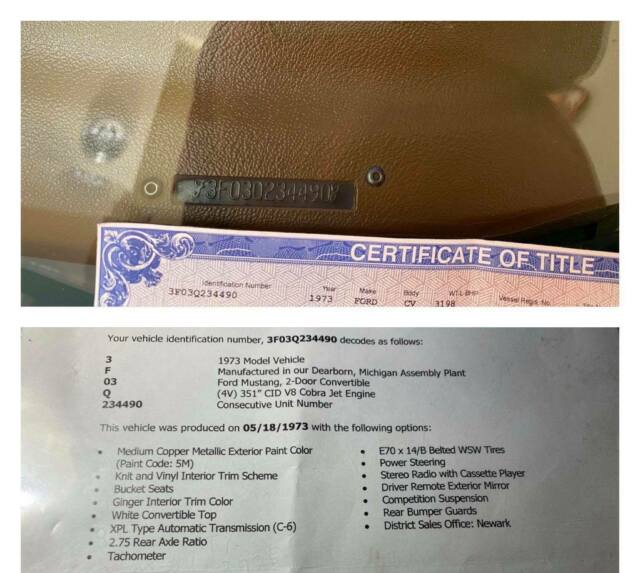 3F03Q234490
CERTIFICATE OF TITLE
Identification Number Year Make Body WT-L-BHP Vessel Regis. No.
3F03Q234490 1973 FORD CV 3198
Your vehicle identification number, 3F03Q234490 decodes as follows:
3 1973 Model Vehicle
F Manufactured in our Dearborn, Michigan Assembly Plant
03 Ford Mustang, 2-Door Convertible
Q (4V) 351" CID V8 Cobra Jet Engine
234490 Consecutive Unit Number
This vehicle was produced on 05/18/1973 with the following options:
• Medium Copper Metallic Exterior Paint Color
(Paint Code: 5M)
• Knit and Vinyl Interior Trim Scheme
• Bucket Seats
• Ginger Interior Trim Color
• White Convertible Top
• XPL Type Automatic Transmission (C-6)
• 2.75 Rear Axle Ratio
• Tachometer
• E70 x 14/B Belted WSW Tires
• Power Steering
• Stereo Radio with Cassette Player
• Driver Remote Exterior Mirror
• Competition Suspension
• Rear Bumper Guards
• District Sales Office: Newark